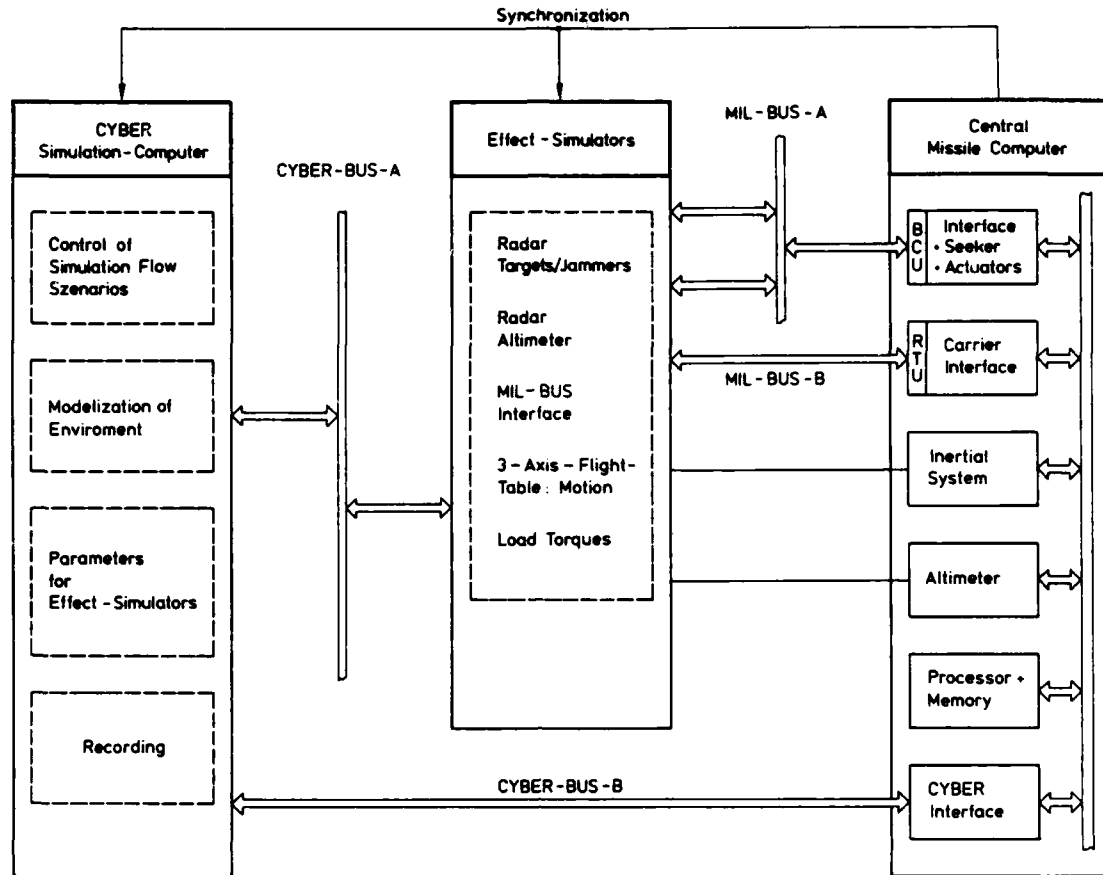 Synchronization
CYBER
Simulation-Computer
Control of
Simulation Flow
Szenarios
Modelization of
Enviroment
Parameters
for
Effect-Simulators
Recording
CYBER-BUS-A
Effect-Simulators
Radar
Targets/Jammers
Radar
Altimeter
MIL-BUS
Interface
3-Axis-Flight-
Table: Motion
Load Torques
MIL-BUS-A
MIL-BUS-B
CYBER-BUS-B
Central
Missile Computer
BCU
Interface
• Seeker
• Actuators
RTU
Carrier
Interface
Inertial
System
Altimeter
Processor +
Memory
CYBER
Interface